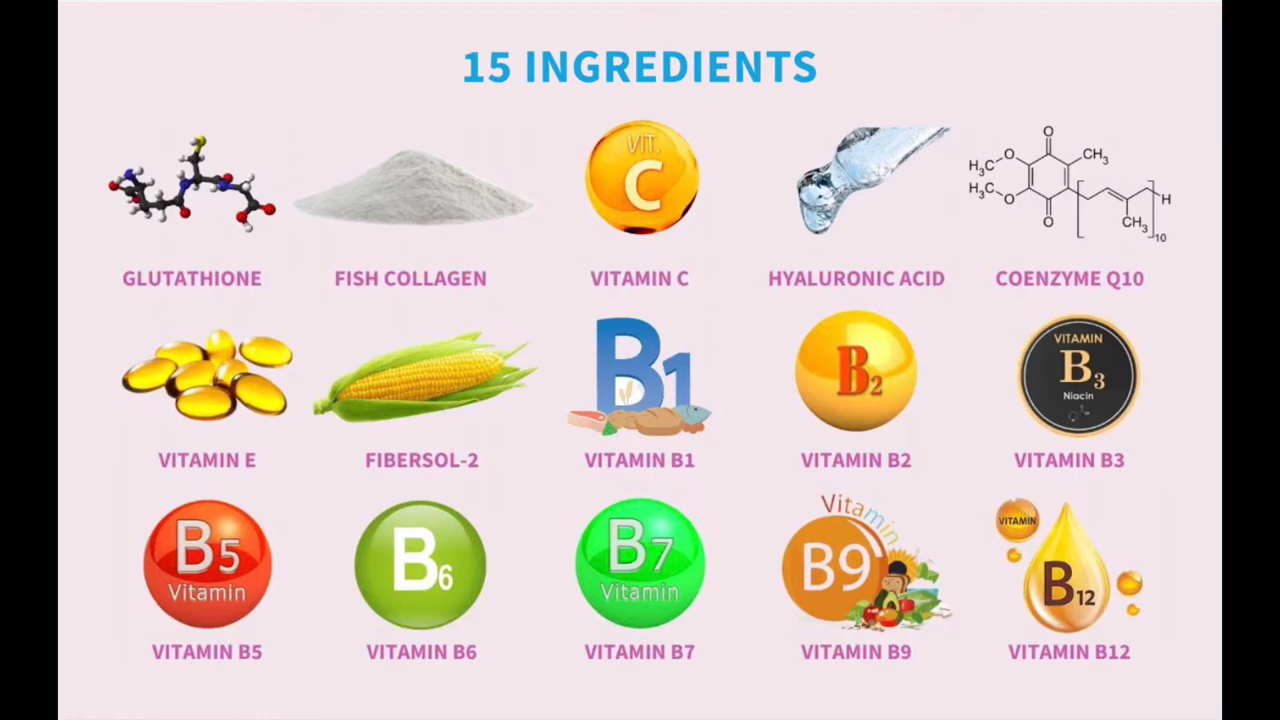 15 INGREDIENTS
VIT.
C
H₃C
O
O
CH₃
H₃C
O
O
CH₃
H
10
GLUTATHIONE
FISH COLLAGEN
VITAMIN C
HYALURONIC ACID
COENZYME Q10
B1
B2
VITAMIN
B3
Niacin
VITAMIN E
FIBERSOL-2
VITAMIN B1
VITAMIN B2
VITAMIN B3
B5
Vitamin
B6
B7
Vitamin
Vitamin
B9
VITAMIN
B12
VITAMIN B5
VITAMIN B6
VITAMIN B7
VITAMIN B9
VITAMIN B12